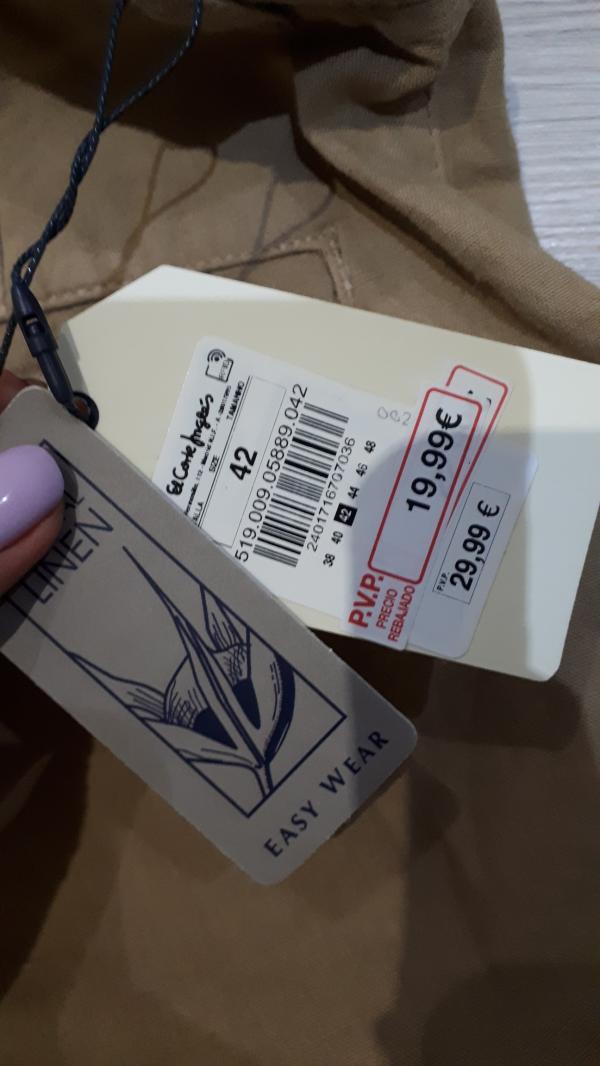 El Corte Inglés
TALLA SIZE TAMANHO
42
519.009.05889.042
2401716707036
38 40 42 44 46 48
002
P.V.P.
PRECIO
REBAJADO
19,99€
P.V.P.
29,99 €
LINEN
EASY WEAR